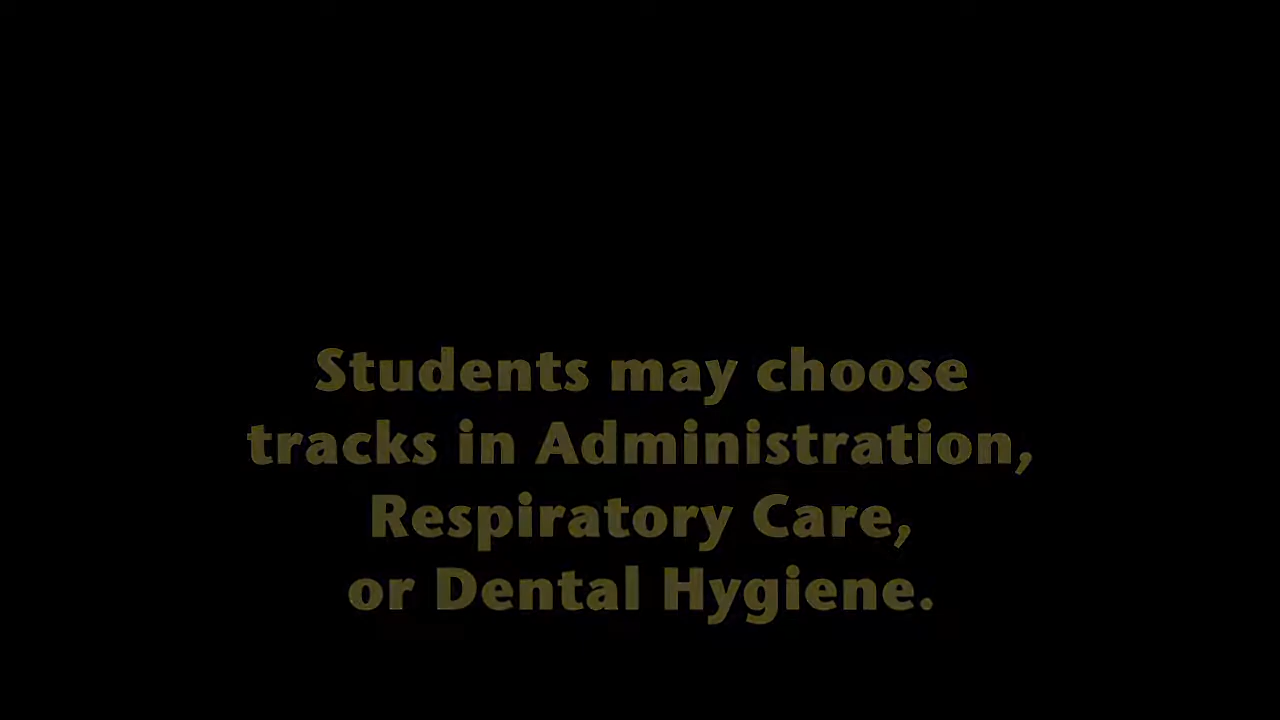 Students may choose
tracks in Administration,
Respiratory Care,
or Dental Hygiene.